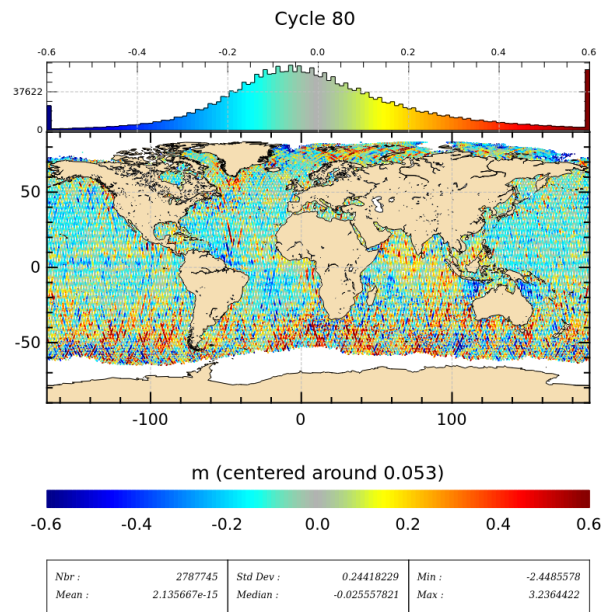 Cycle 80
-0.6 -0.4 -0.2 0.0 0.2 0.4 0.6
37622
0
50
0
-50
-100 0 100
m (centered around 0.053)
-0.6 -0.4 -0.2 0.0 0.2 0.4 0.6
Nbr : 2787745 Std Dev : 0.24418229 Min : -2.4485578
Mean : 2.135667e-15 Median : -0.025557821 Max : 3.2364422